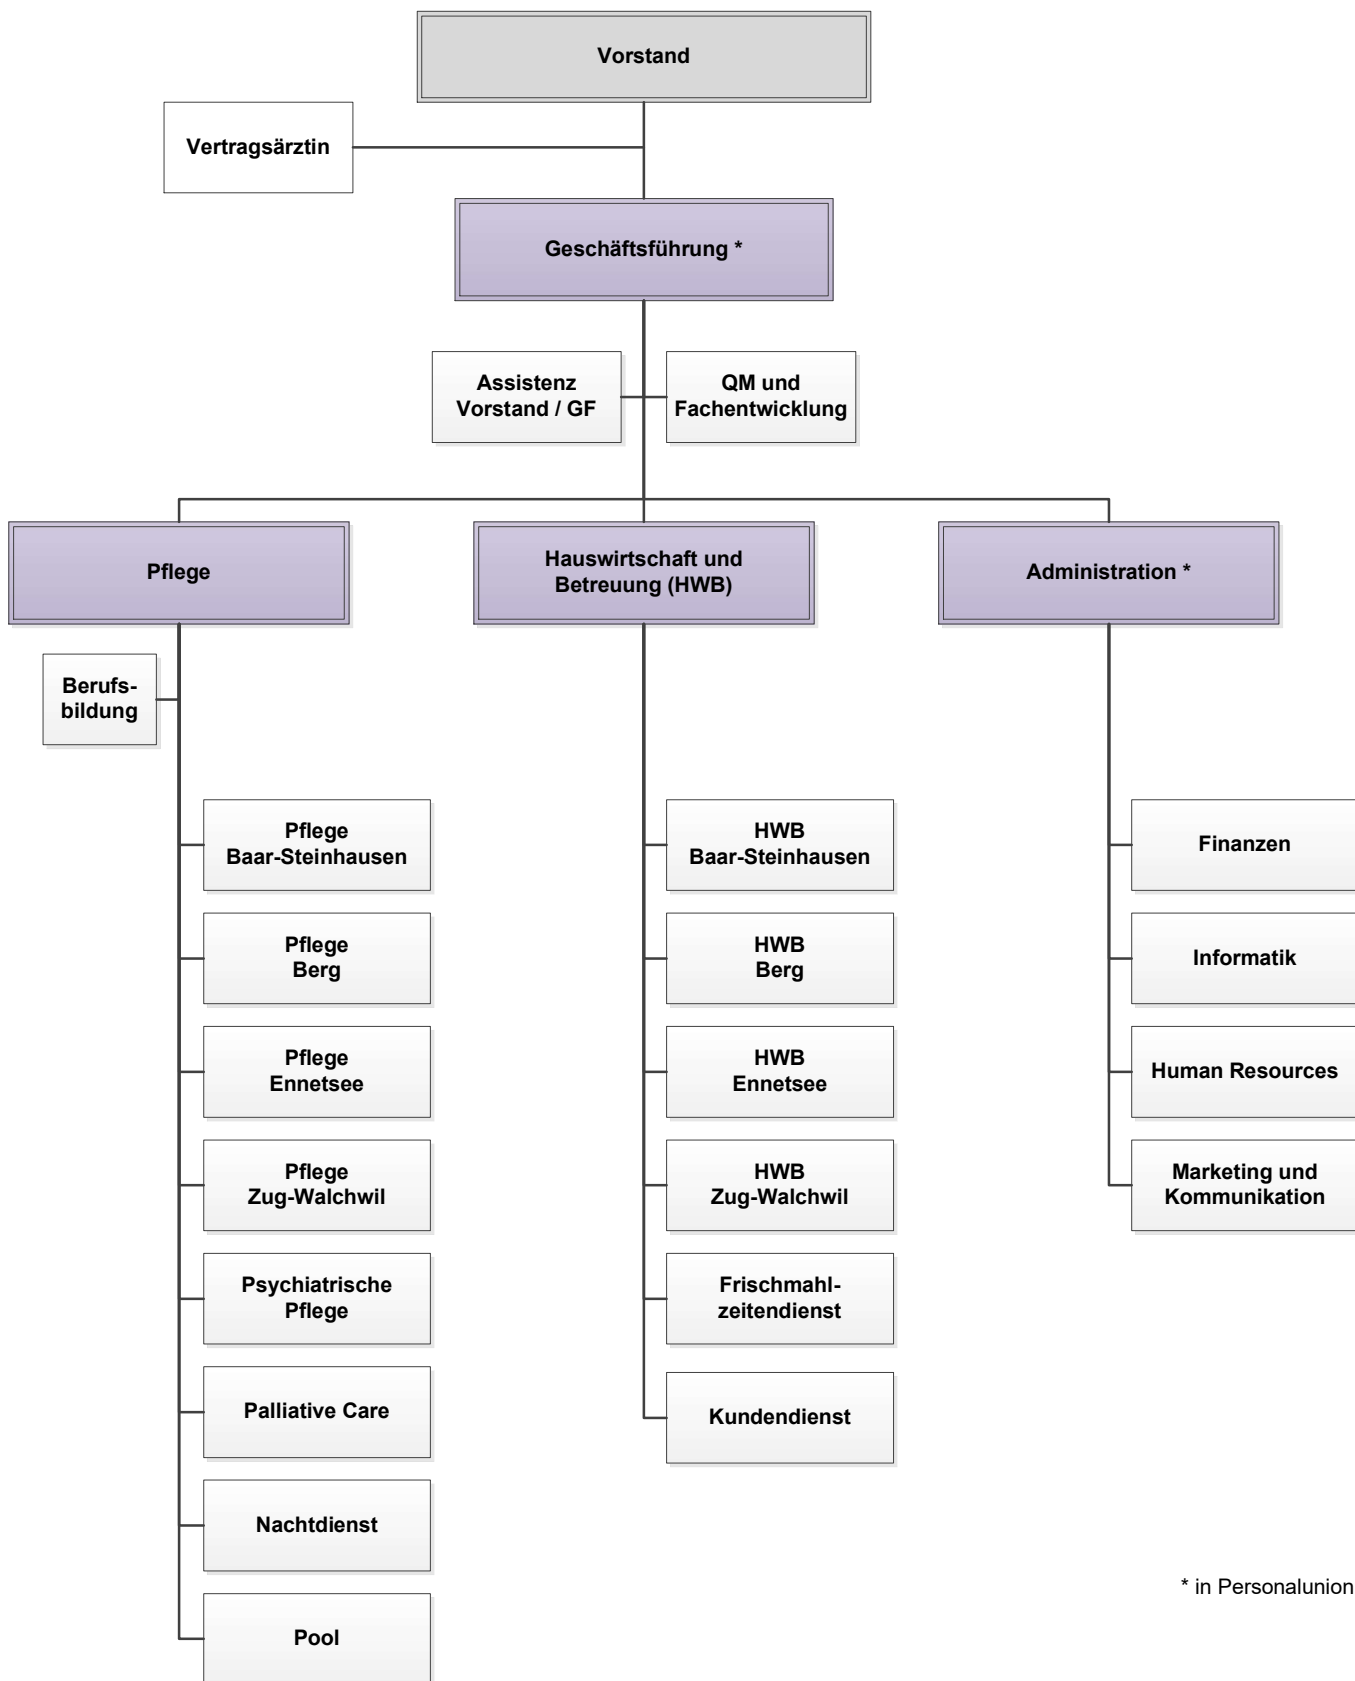 Vorstand
Vertragsärztin
Geschäftsführung *
Assistenz
Vorstand / GF
QM und
Fachentwicklung
Pflege
Hauswirtschaft und
Betreuung (HWB)
Administration *
Berufs-
bildung
Pflege
Baar-Steinhausen
Pflege
Berg
Pflege
Ennetsee
Pflege
Zug-Walchwil
Psychiatrische
Pflege
Palliative Care
Nachtdienst
Pool
HWB
Baar-Steinhausen
HWB
Berg
HWB
Ennetsee
HWB
Zug-Walchwil
Frischmahl-
zeitendienst
Kundendienst
Finanzen
Informatik
Human Resources
Marketing und
Kommunikation
* in Personalunion